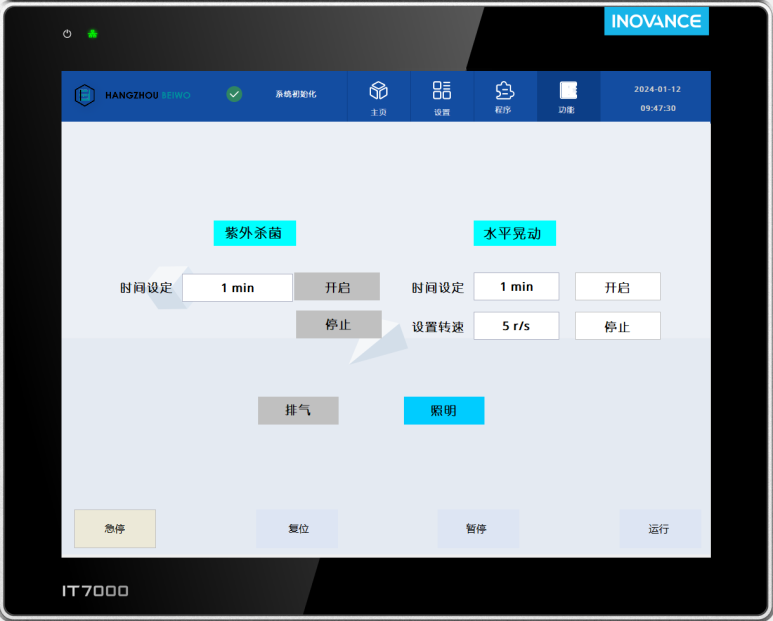 INOVANCE
HANGZHOU BEIWO
系统初始化
主页
设置
程序
功能
2024-01-12
09:47:30
紫外杀菌
水平晃动
时间设定
1 min
开启
时间设定
1 min
开启
停止
设置转速
5 r/s
停止
排气
照明
急停
复位
暂停
运行
IT7000